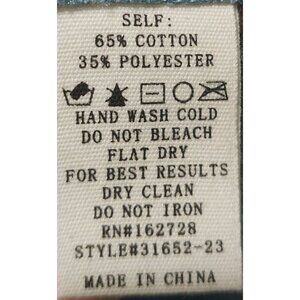 SELF:
65% COTTON
35% POLYESTER
HAND WASH COLD
DO NOT BLEACH
FLAT DRY
FOR BEST RESULTS
DRY CLEAN
DO NOT IRON
RN#162728
STYLE#31652-23
MADE IN CHINA